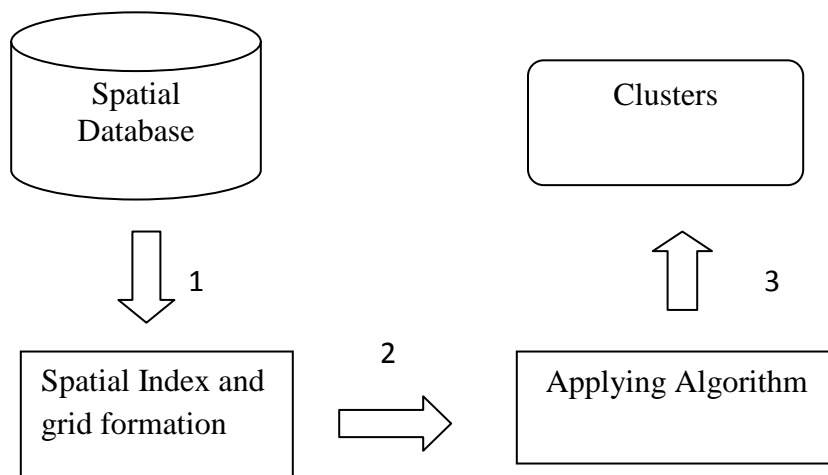 Spatial
Database
Clusters
1
3
2
Spatial Index and
grid formation
Applying Algorithm